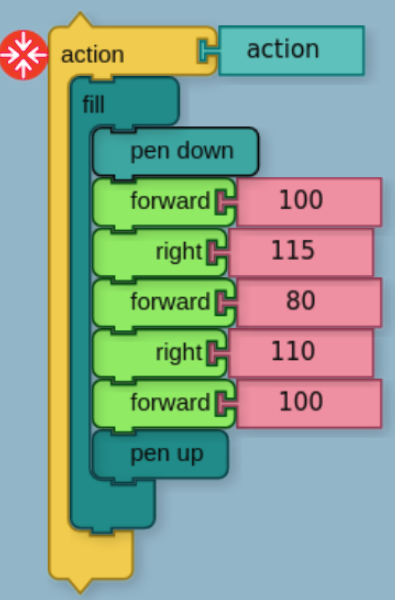 action action
fill
pen down
forward 100
right 115
forward 80
right 110
forward 100
pen up